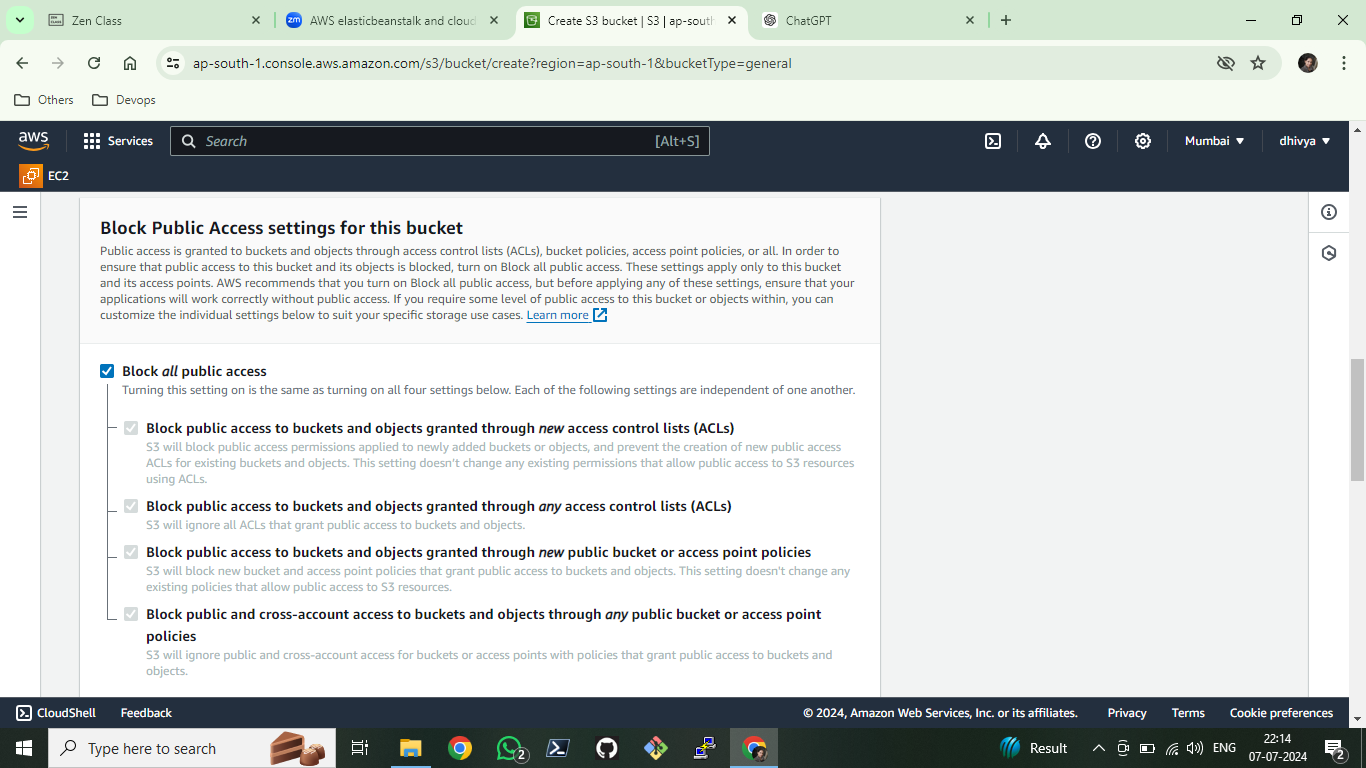 Zen Class
AWS elasticbeanstalk and cloud
Create S3 bucket | S3 | ap-south
ChatGPT
ap-south-1.console.aws.amazon.com/s3/bucket/create?region=ap-south-1&bucketType=general
Others
Devops
aws
Services
Search
[Alt+S]
Mumbai
dhivya
EC2
Block Public Access settings for this bucket
Public access is granted to buckets and objects through access control lists (ACLs), bucket policies, access point policies, or all. In order to
ensure that public access to this bucket and its objects is blocked, turn on Block all public access. These settings apply only to this bucket
and its access points. AWS recommends that you turn on Block all public access, but before applying any of these settings, ensure that your
applications will work correctly without public access. If you require some level of public access to this bucket or objects within, you can
customize the individual settings below to suit your specific storage use cases. Learn more
Block all public access
Turning this setting on is the same as turning on all four settings below. Each of the following settings are independent of one another.
Block public access to buckets and objects granted through new access control lists (ACLs)
S3 will block public access permissions applied to newly added buckets or objects, and prevent the creation of new public access
ACLs for existing buckets and objects. This setting doesn't change any existing permissions that allow public access to S3 resources
using ACLs.
Block public access to buckets and objects granted through any access control lists (ACLs)
S3 will ignore all ACLs that grant public access to buckets and objects.
Block public access to buckets and objects granted through new public bucket or access point policies
S3 will block new bucket and access point policies that grant public access to buckets and objects. This setting doesn't change any
existing policies that allow public access to S3 resources.
Block public and cross-account access to buckets and objects through any public bucket or access point
policies
S3 will ignore public and cross-account access for buckets or access points with policies that grant public access to buckets and
objects.
CloudShell
Feedback
© 2024, Amazon Web Services, Inc. or its affiliates.
Privacy
Terms
Cookie preferences
Type here to search
2
Result
ENG
22:14
07-07-2024
2